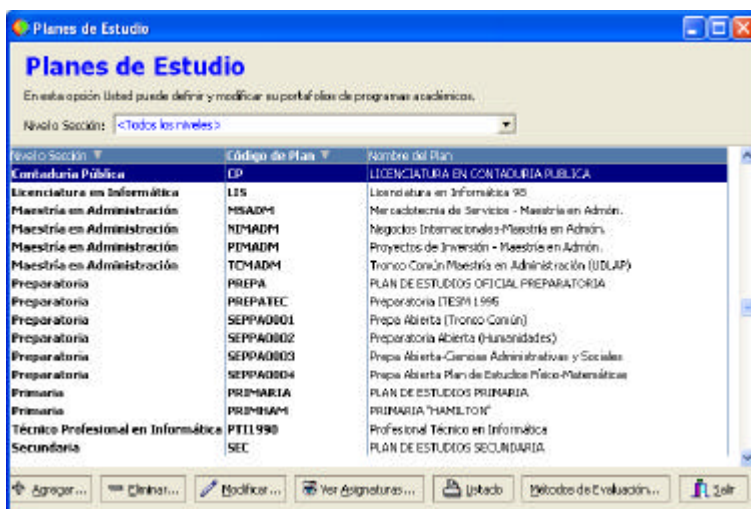 Planes de Estudio
Planes de Estudio
En esta opción Usted puede definir y modificar su portafolios de programas académicos.
Nivel o Sección: <Todos los niveles>
Nivel o Sección Código de Plan Nombre del Plan
Contaduría Pública CP LICENCIATURA EN CONTADURIA PUBLICA
Licenciatura en Informática LIS Licenciatura en Informática 98
Maestría en Administración MSADM Mercadotecnia de Servicios - Maestría en Admón.
Maestría en Administración NIMADM Negocios Internacionales-Maestría en Admón.
Maestría en Administración PIMADM Proyectos de Inversión - Maestría en Admón.
Maestría en Administración TCMADM Tronco Común Maestría en Administración (UDLAP)
Preparatoria PREPA PLAN DE ESTUDIOS OFICIAL PREPARATORIA
Preparatoria PREPATEC Preparatoria ITESM 1995
Preparatoria SEPPA0001 Prepa Abierta (Tronco Común)
Preparatoria SEPPA0002 Preparatoria Abierta (Humanidades)
Preparatoria SEPPA0003 Prepa Abierta-Ciencias Administrativas y Sociales
Preparatoria SEPPA0004 Prepa Abierta Plan de Estudios Físico-Matemáticas
Primaria PRIMARIA PLAN DE ESTUDIOS PRIMARIA
Primaria PRIMHAM PRIMARIA "HAMILTON"
Técnico Profesional en Informática PTI1990 Profesional Técnico en Informática
Secundaria SEC PLAN DE ESTUDIOS SECUNDARIA
Agregar... Eliminar... Modificar... Ver Asignaturas... Listado Métodos de Evaluación... Salir